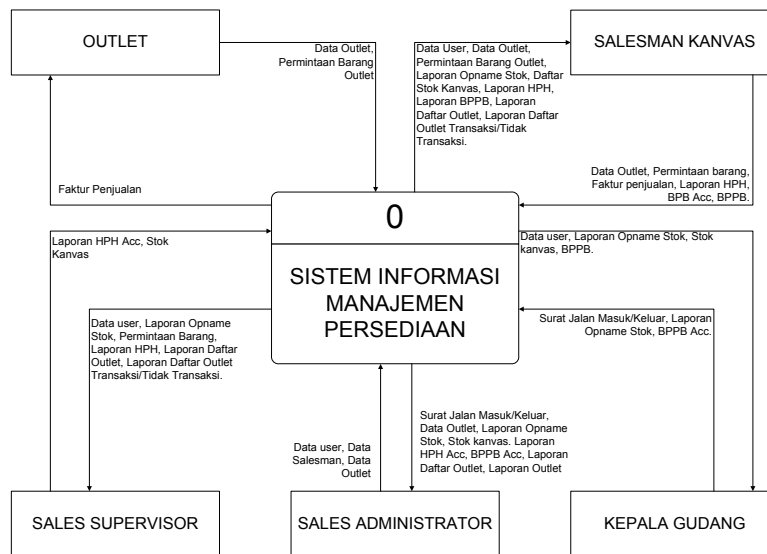 OUTLET
SALESMAN KANVAS
Data Outlet,
Permintaan Barang
Outlet
Data User, Data Outlet,
Permintaan Barang Outlet,
Laporan Opname Stok, Daftar
Stok Kanvas, Laporan HPH,
Laporan BPPB, Laporan
Daftar Outlet, Laporan Daftar
Outlet Transaksi/Tidak
Transaksi.
Faktur Penjualan
Data Outlet, Permintaan barang,
Faktur penjualan, Laporan HPH,
BPB Acc, BPPB.
0
SISTEM INFORMASI
MANAJEMEN
PERSEDIAAN
Laporan HPH Acc, Stok
Kanvas
Data user, Laporan Opname Stok, Stok
kanvas, BPPB.
Data user, Laporan Opname
Stok, Permintaan Barang,
Laporan HPH, Laporan Daftar
Outlet, Laporan Daftar Outlet
Transaksi/Tidak Transaksi.
Surat Jalan Masuk/Keluar, Laporan
Opname Stok, BPPB Acc.
Data user, Data
Salesman, Data
Outlet
Surat Jalan Masuk/Keluar,
Data Outlet, Laporan Opname
Stok, Stok kanvas. Laporan
HPH Acc, BPPB Acc, Laporan
Daftar Outlet, Laporan Outlet
SALES SUPERVISOR
SALES ADMINISTRATOR
KEPALA GUDANG